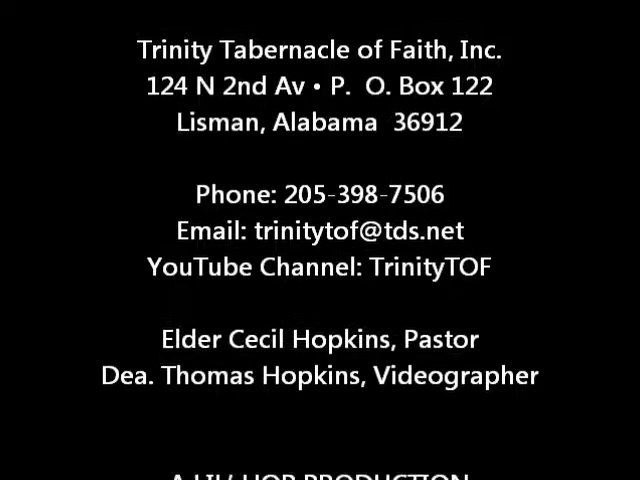 Trinity Tabernacle of Faith, Inc.
124 N 2nd Av • P.  O. Box 122
Lisman, Alabama  36912
Phone: 205-398-7506
Email: trinitytof@tds.net
YouTube Channel: TrinityTOF
Elder Cecil Hopkins, Pastor
Dea. Thomas Hopkins, Videographer
PRODUCTION